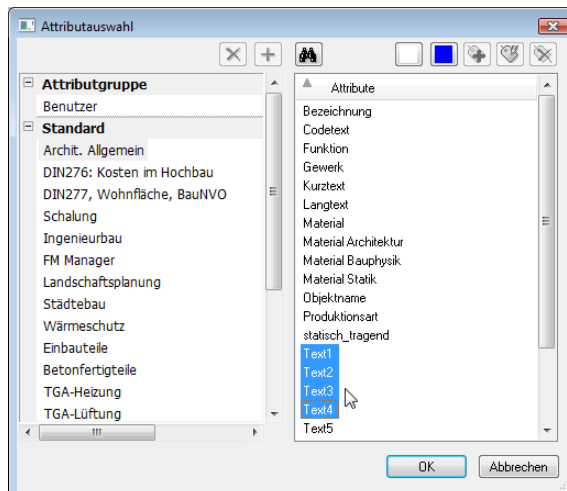 Attributauswahl
Attributgruppe
Benutzer
Standard
Archit. Allgemein
DIN276: Kosten im Hochbau
DIN277, Wohnfläche, BauNVO
Schalung
Ingenieurbau
FM Manager
Landschaftsplanung
Städtebau
Wärmeschutz
Einbauteile
Betonfertigteile
TGA-Heizung
TGA-Lüftung
Attribute
Bezeichnung
Codetext
Funktion
Gewerk
Kurztext
Langtext
Material
Material Architektur
Material Bauphysik
Material Statik
Objektname
Produktionsart
statisch_tragend
Text1
Text2
Text3
Text4
Text5
OK
Abbrechen